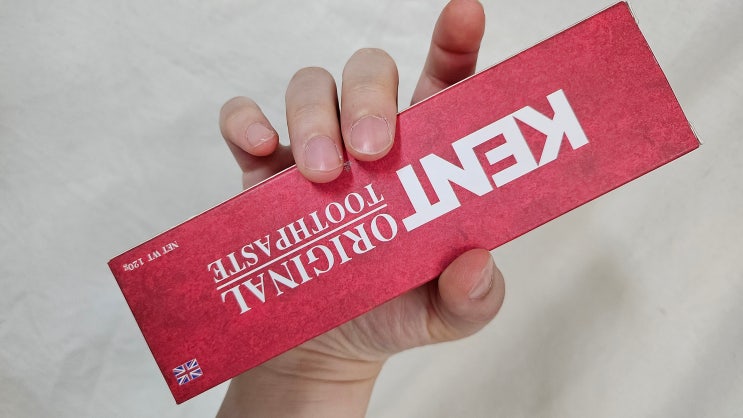 KENT
ORIGINAL
TOOTHPASTE
NET WT 120g